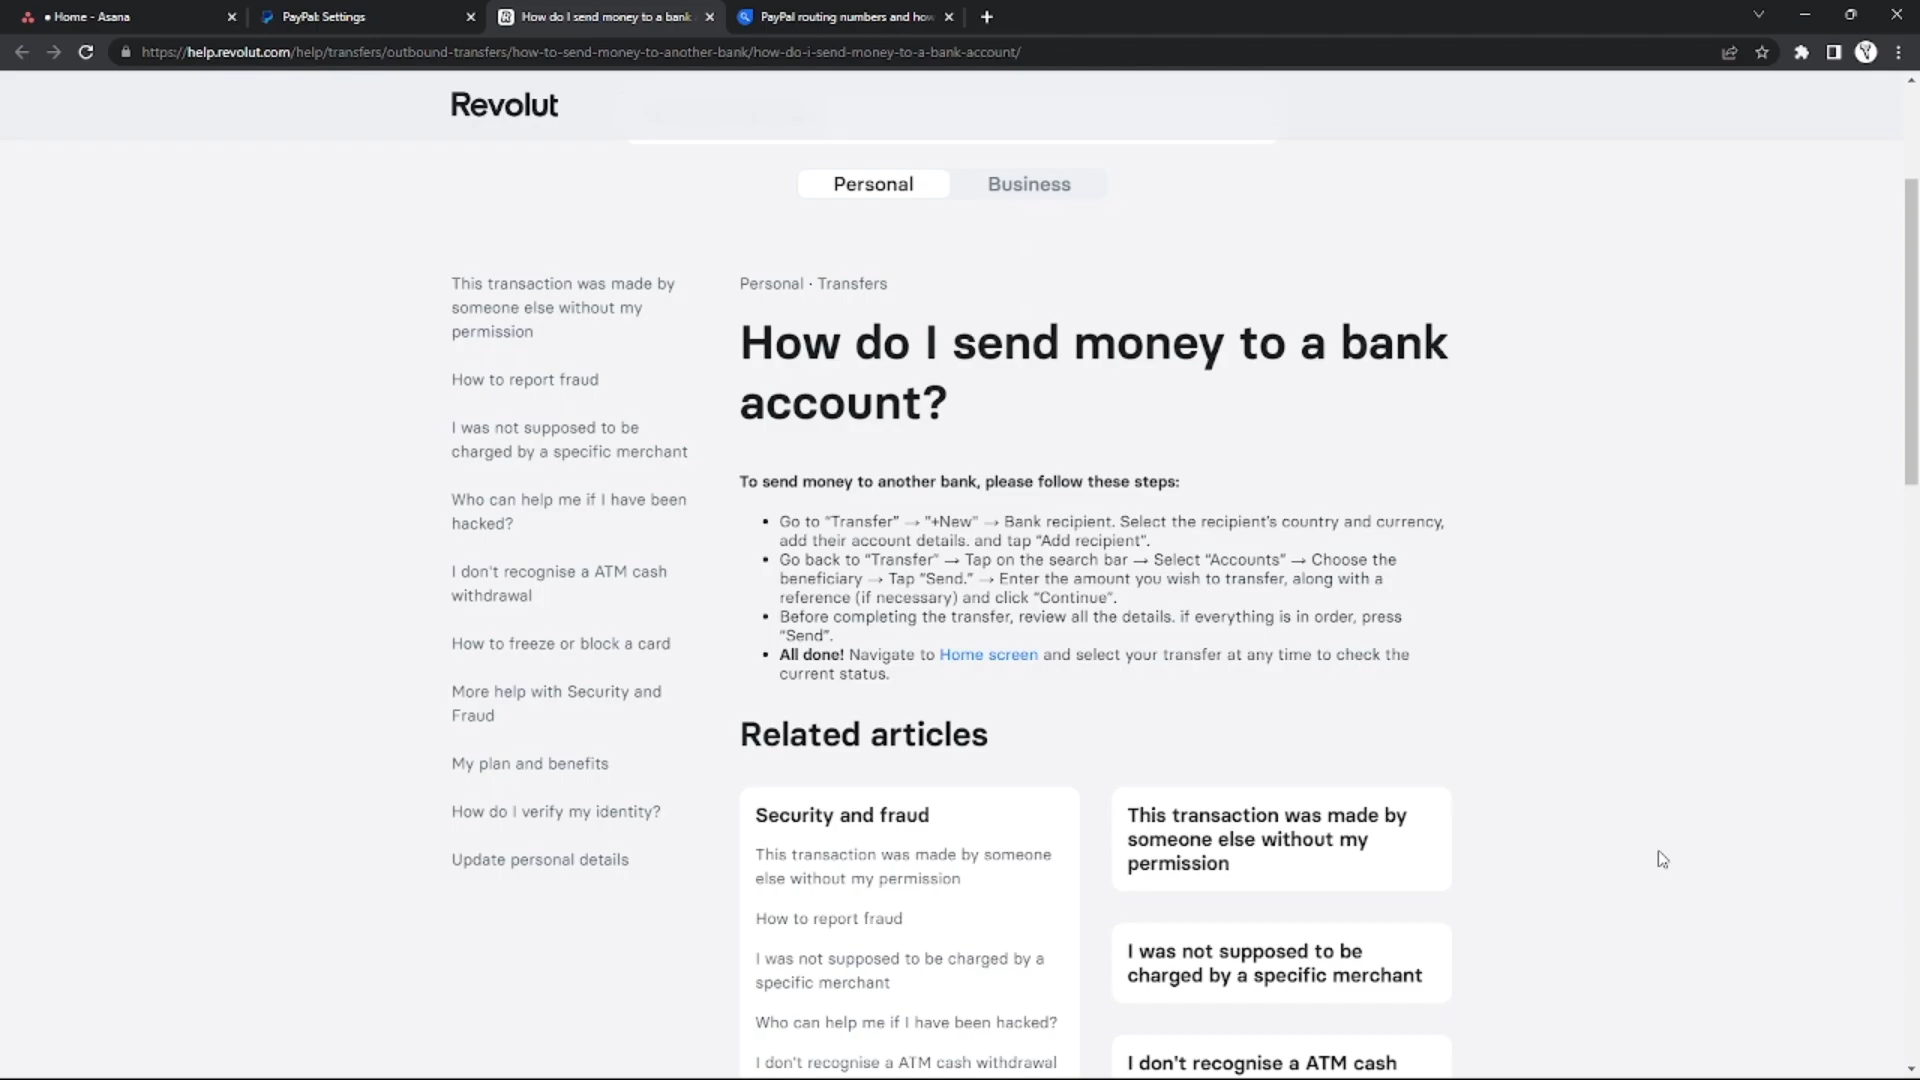 Home - Asana
PayPal: Settings
How do I send money to a bank
PayPal routing numbers and how
https://help.revolut.com/help/transfers/outbound-transfers/how-to-send-money-to-another-bank/how-do-i-send-money-to-a-bank-account/
Revolut
Personal
Business
This transaction was made by
someone else without my
permission
How to report fraud
I was not supposed to be
charged by a specific merchant
Who can help me if I have been
hacked?
I don't recognise a ATM cash
withdrawal
How to freeze or block a card
More help with Security and
Fraud
My plan and benefits
How do I verify my identity?
Update personal details
Personal · Transfers
How do I send money to a bank
account?
To send money to another bank, please follow these steps:
• Go to “Transfer” → "+New" → Bank recipient. Select the recipient's country and currency,
add their account details. and tap “Add recipient”.
• Go back to “Transfer” → Tap on the search bar → Select “Accounts” → Choose the
beneficiary → Tap “Send.” → Enter the amount you wish to transfer, along with a
reference (if necessary) and click “Continue”.
• Before completing the transfer, review all the details. if everything is in order, press
“Send”.
• All done! Navigate to Home screen and select your transfer at any time to check the
current status.
Related articles
Security and fraud
This transaction was made by someone
else without my permission
How to report fraud
I was not supposed to be charged by a
specific merchant
Who can help me if I have been hacked?
I don't recognise a ATM cash withdrawal
This transaction was made by
someone else without my
permission
I was not supposed to be
charged by a specific merchant
I don't recognise a ATM cash